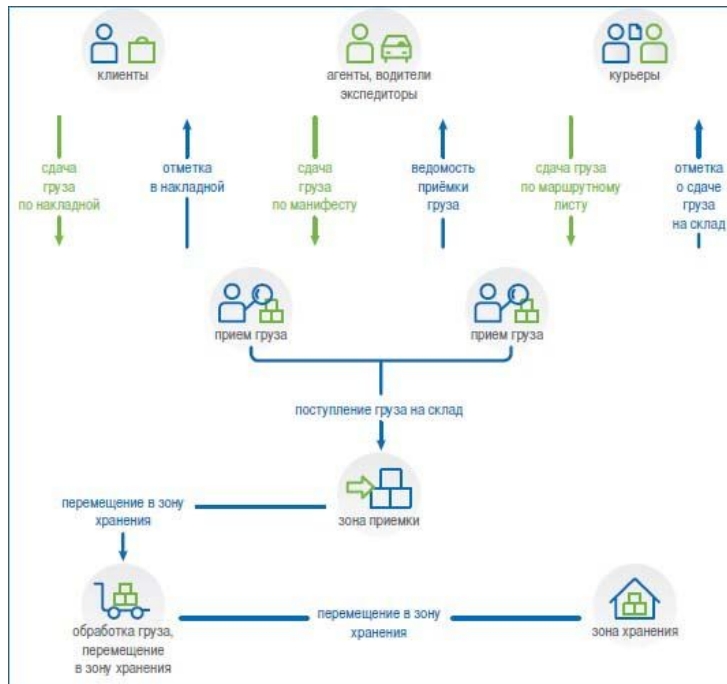 клиенты
агенты, водители
экспедиторы
курьеры
сдача
груза
по накладной
отметка
в накладной
сдача
груза
по манифесту
ведомость
приёмки
груза
сдача груза
по маршрутному
листу
отметка
о сдаче
груза
на склад
прием груза
прием груза
поступление груза на склад
зона приемки
перемещение в зону
хранения
обработка груза,
перемещение
в зону хранения
перемещение в зону
хранения
зона хранения